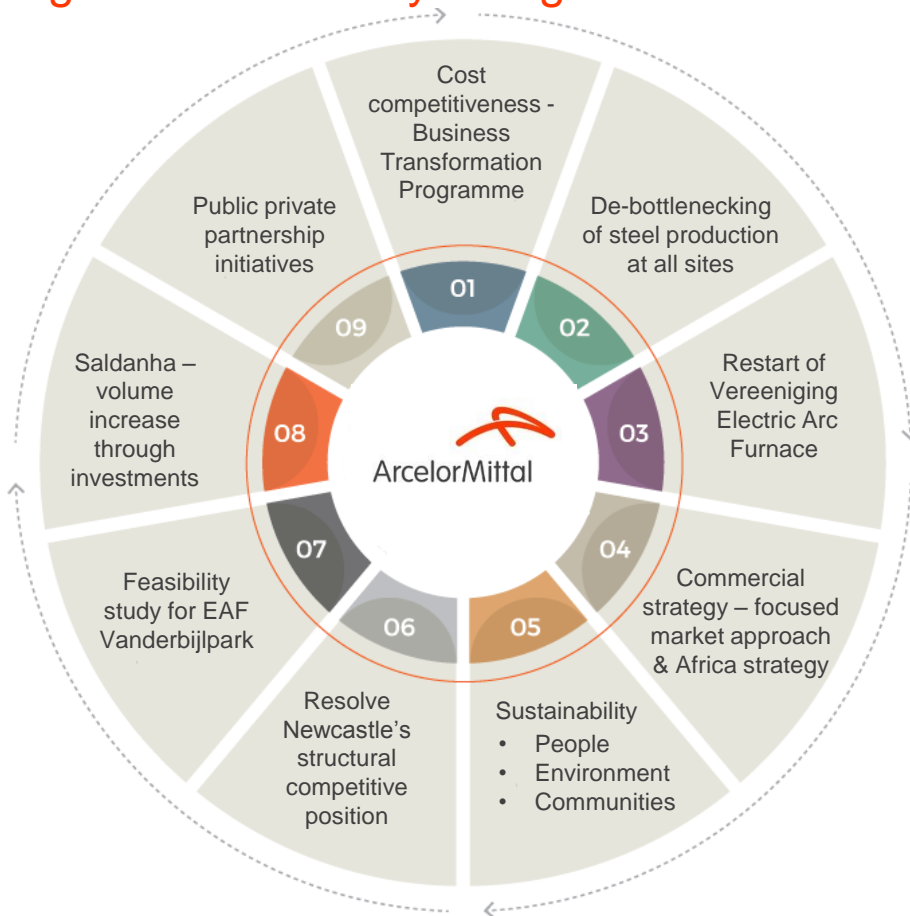 01
Cost
competitiveness -
Business
Transformation
Programme
02
De-bottlenecking
of steel production
at all sites
03
Restart of
Vereeniging
Electric Arc
Furnace
04
Commercial
strategy – focused
market approach
& Africa strategy
05
Sustainability
• People
• Environment
• Communities
06
Resolve
Newcastle's
structural
competitive
position
07
Feasibility
study for EAF
Vanderbijlpark
08
Saldanha –
volume
increase
through
investments
09
Public private
partnership
initiatives
ArcelorMittal